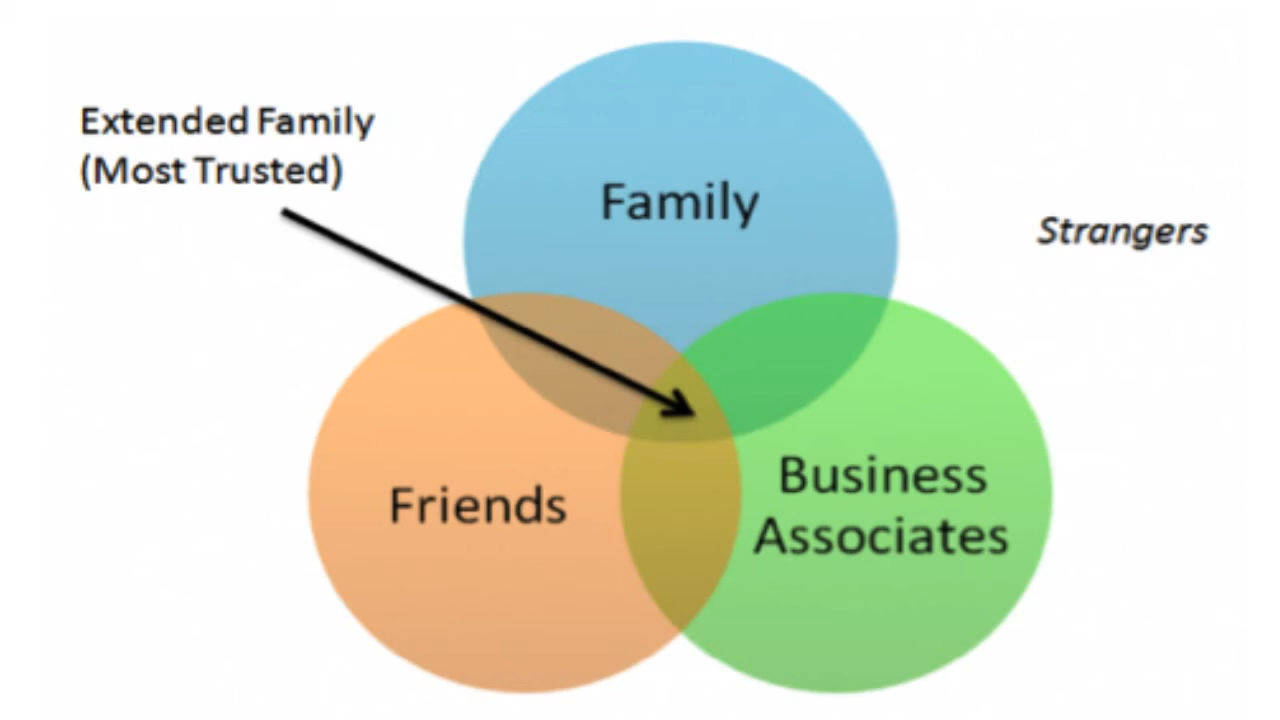 Extended Family
(Most Trusted)
Family
Strangers
Friends
Business
Associates